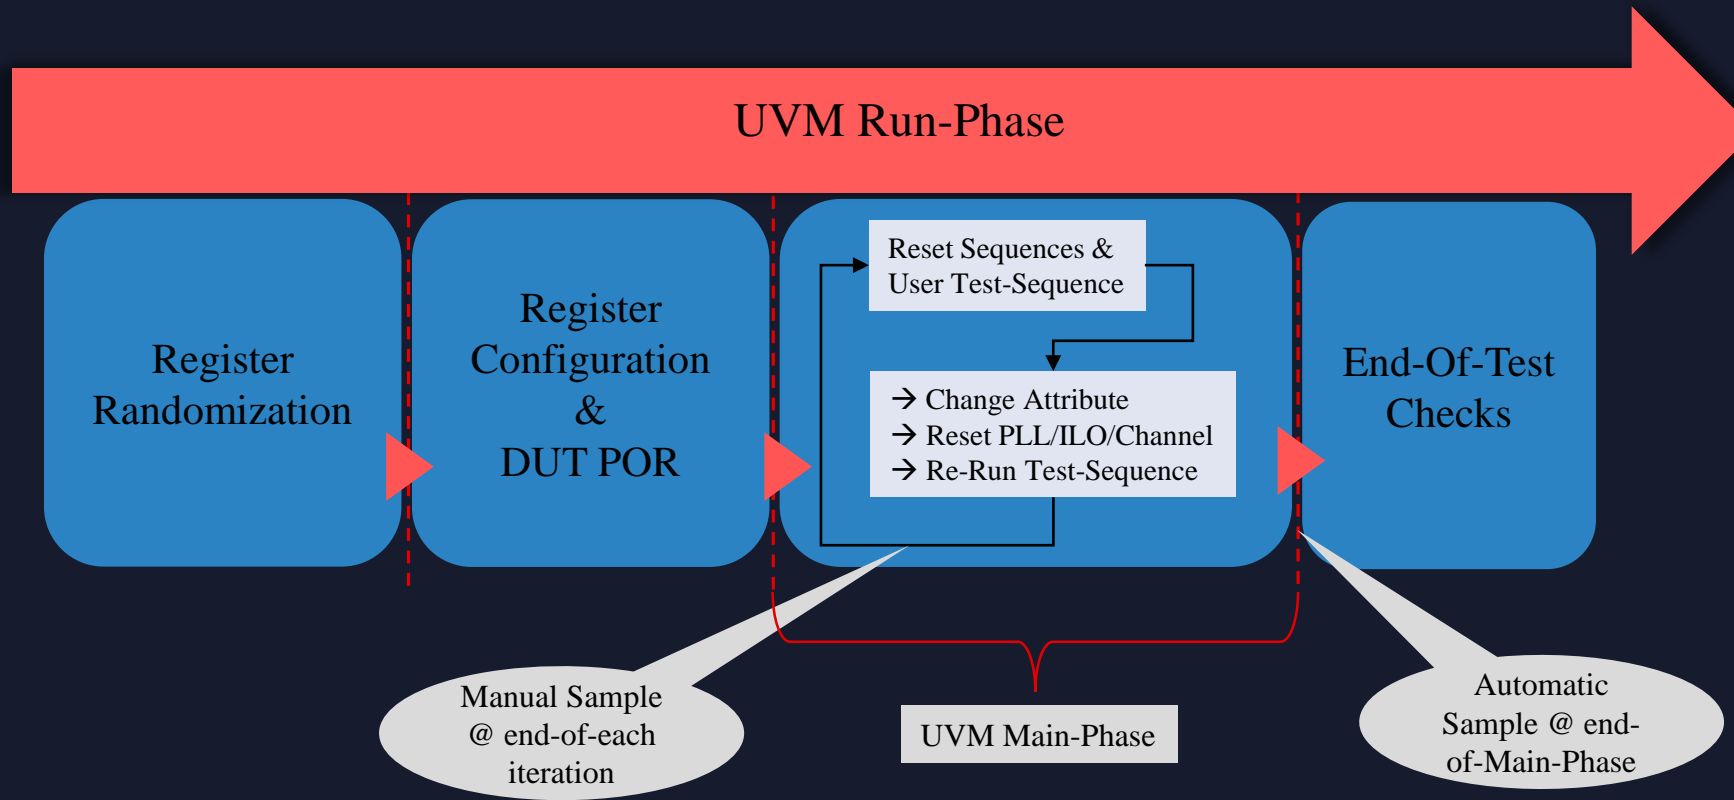 UVM Run-Phase
Register
Randomization
Register
Configuration
&
DUT POR
Reset Sequences &
User Test-Sequence
→ Change Attribute
→ Reset PLL/ILO/Channel
→ Re-Run Test-Sequence
End-Of-Test
Checks
Manual Sample
@ end-of-each
iteration
UVM Main-Phase
Automatic
Sample @ end-
of-Main-Phase